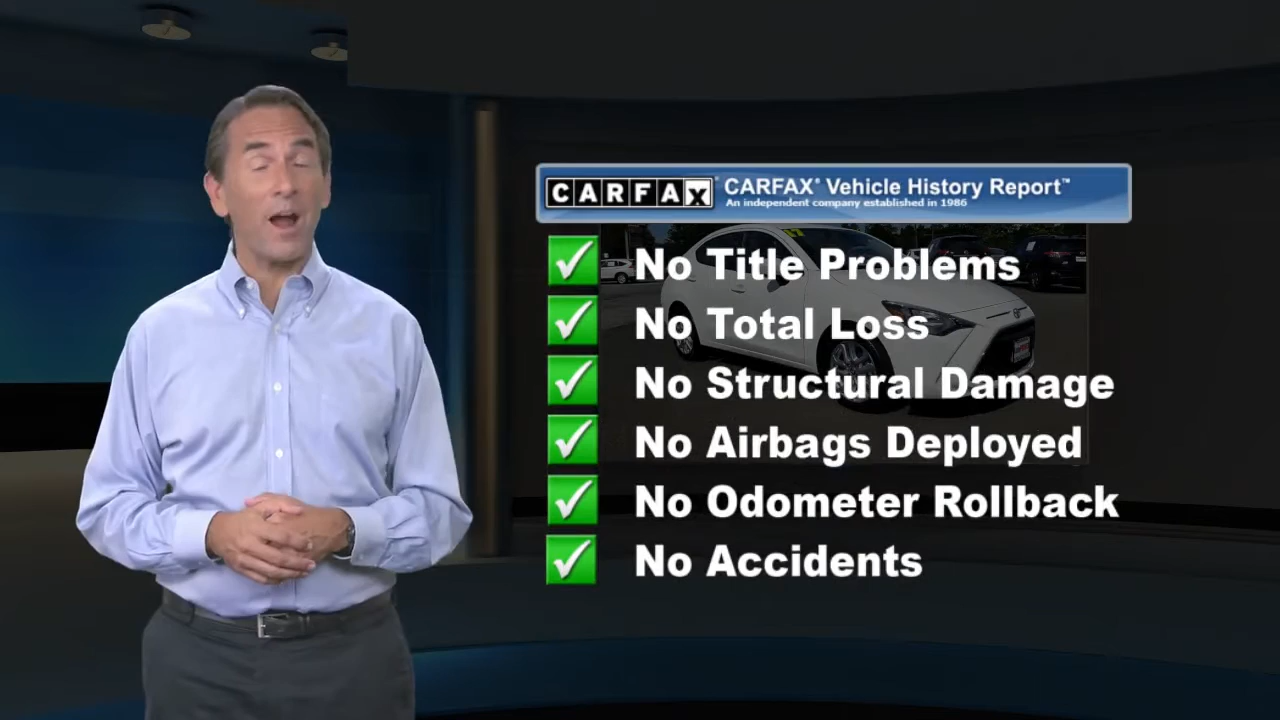 CARFAX® CARFAX® Vehicle History Report™
An independent company established in 1986
No Title Problems
No Total Loss
No Structural Damage
No Airbags Deployed
No Odometer Rollback
No Accidents